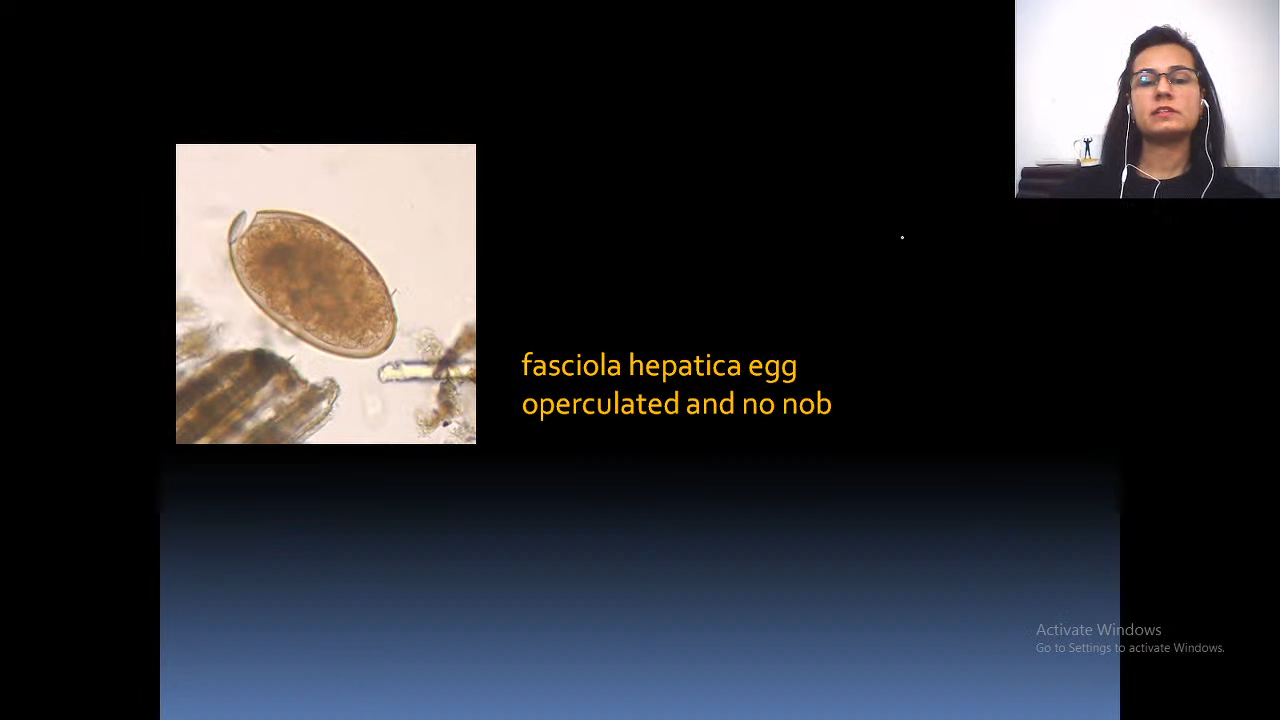 fasciola hepatica egg
operculated and no nob
Activate Windows
Go to Settings to activate Windows.